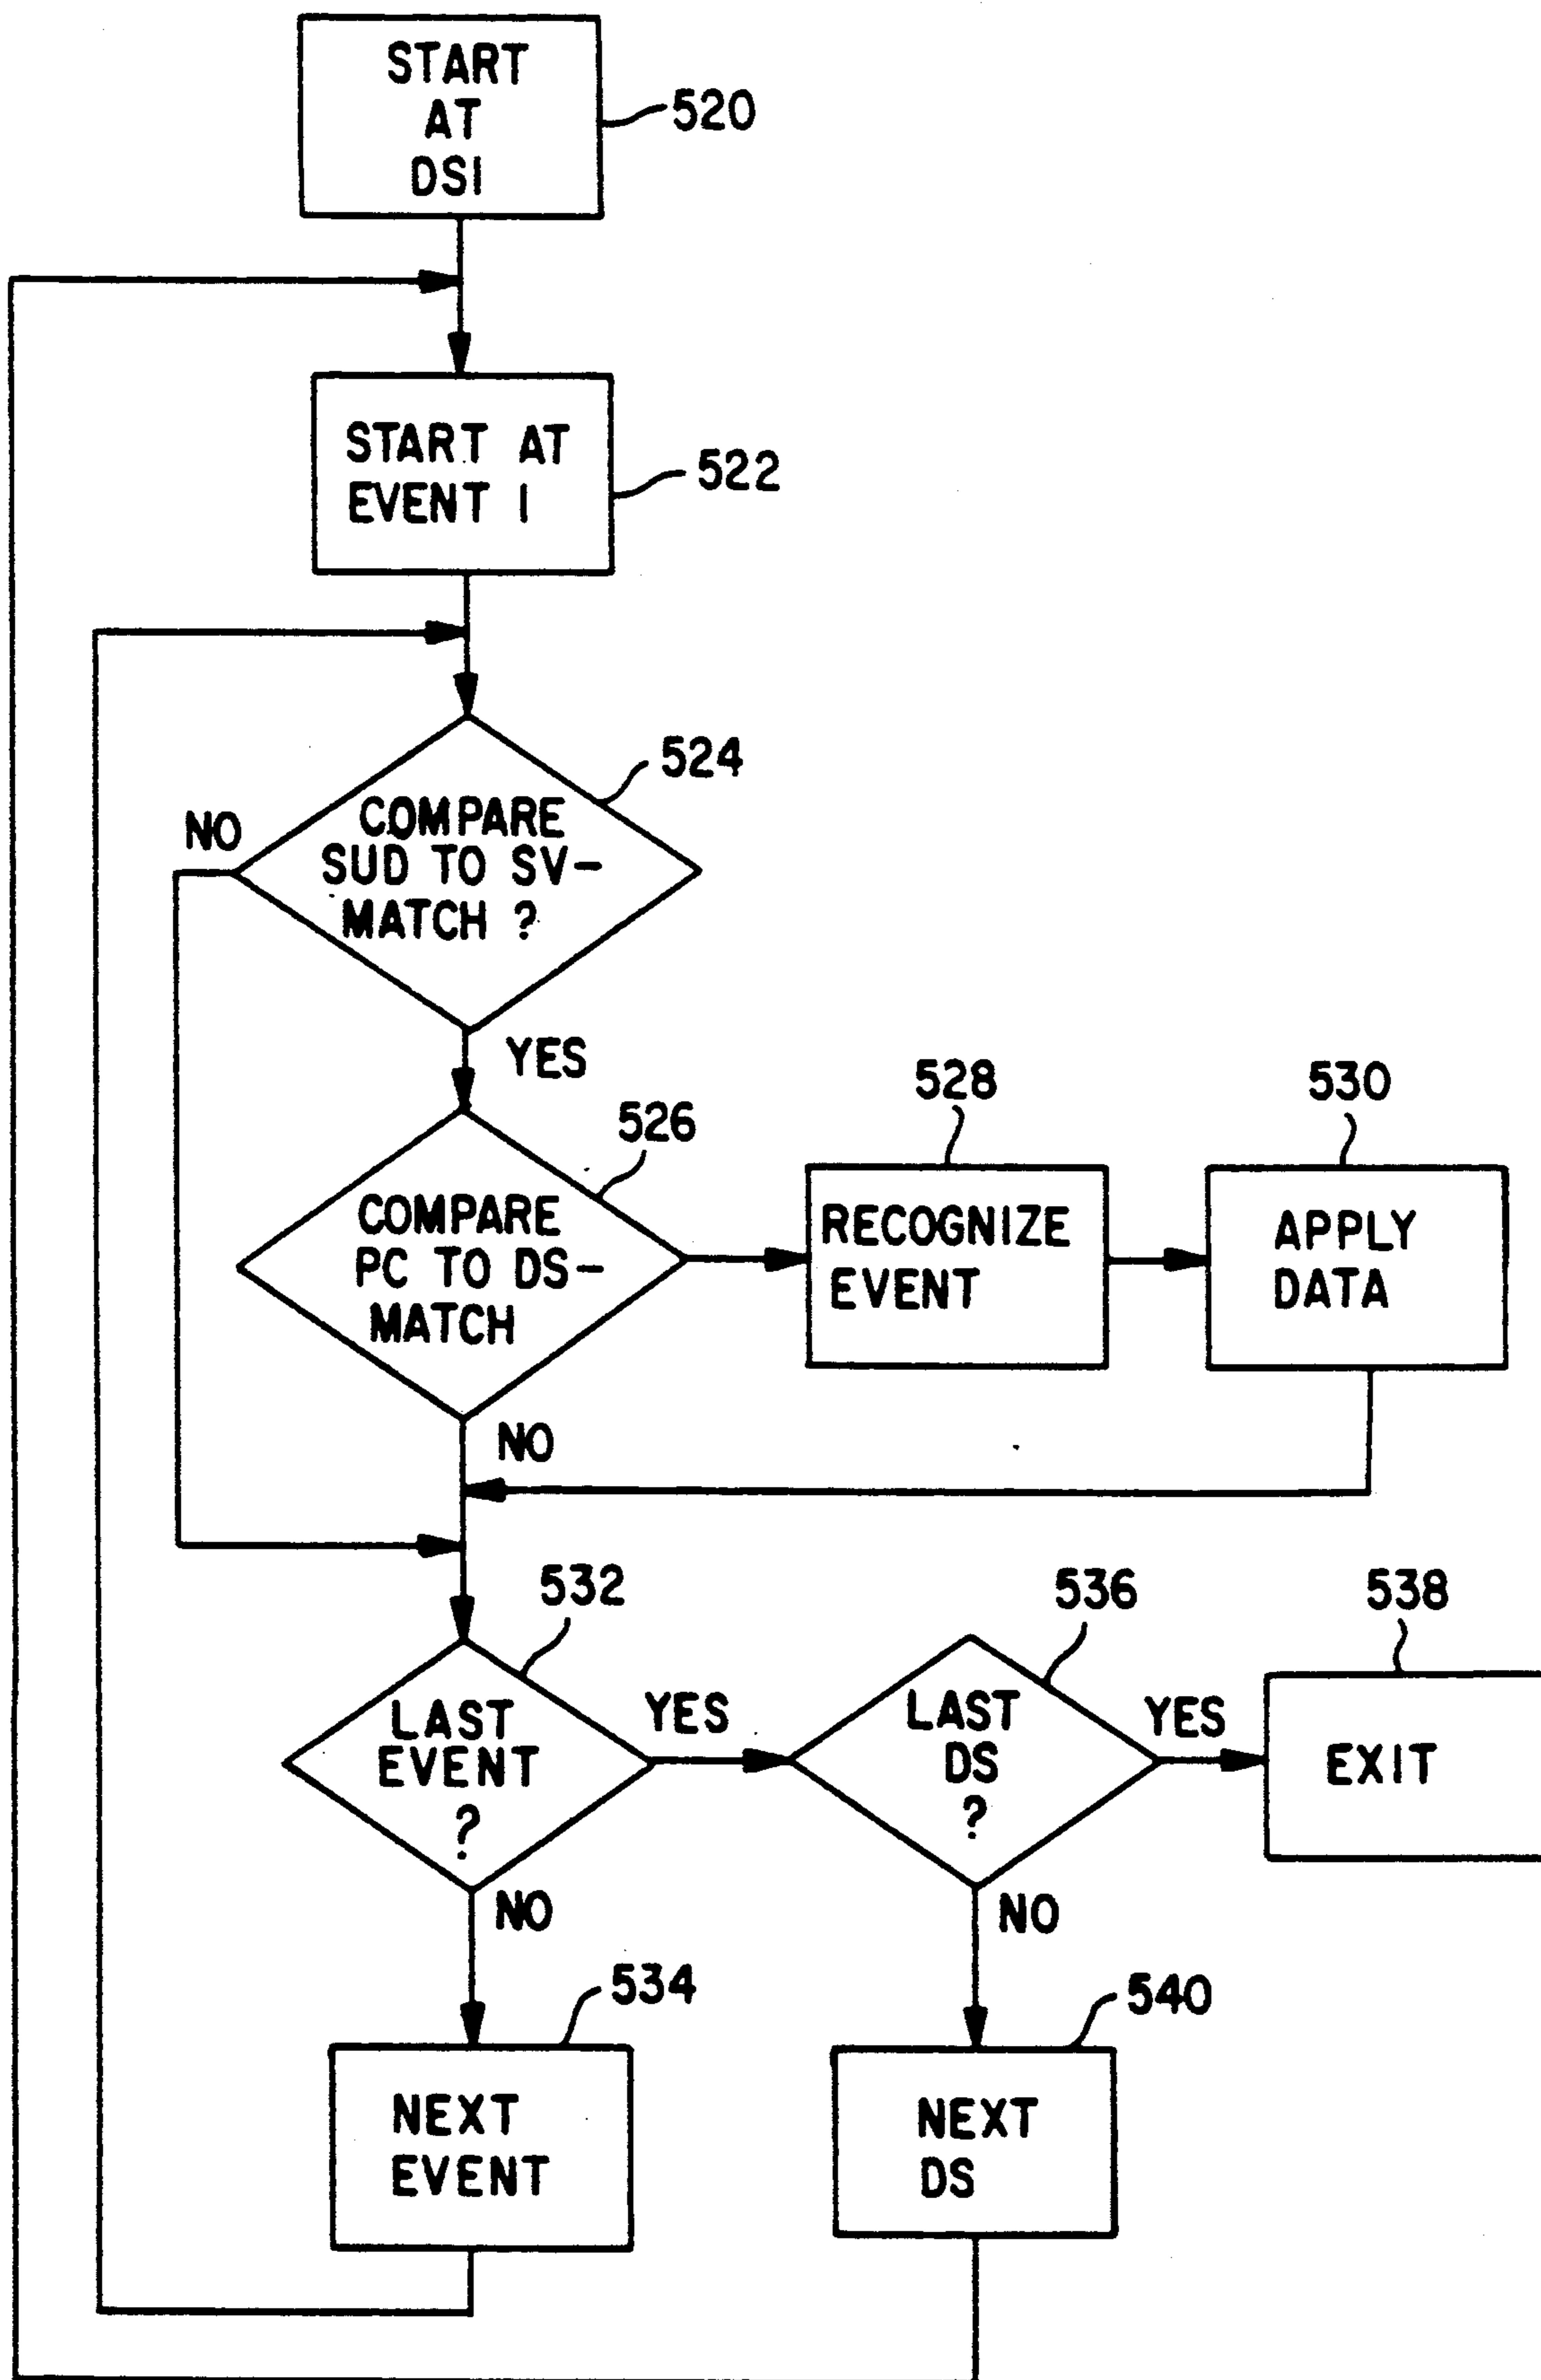 START
AT
DS1
520
START AT
EVENT 1
522
524
COMPARE
SUD TO SV-
MATCH ?
NO
YES
526
COMPARE
PC TO DS-
MATCH
528
RECOGNIZE
EVENT
530
APPLY
DATA
NO
532
LAST
EVENT
?
YES
536
LAST
DS
?
YES
538
EXIT
NO
NO
534
NEXT
EVENT
540
NEXT
DS